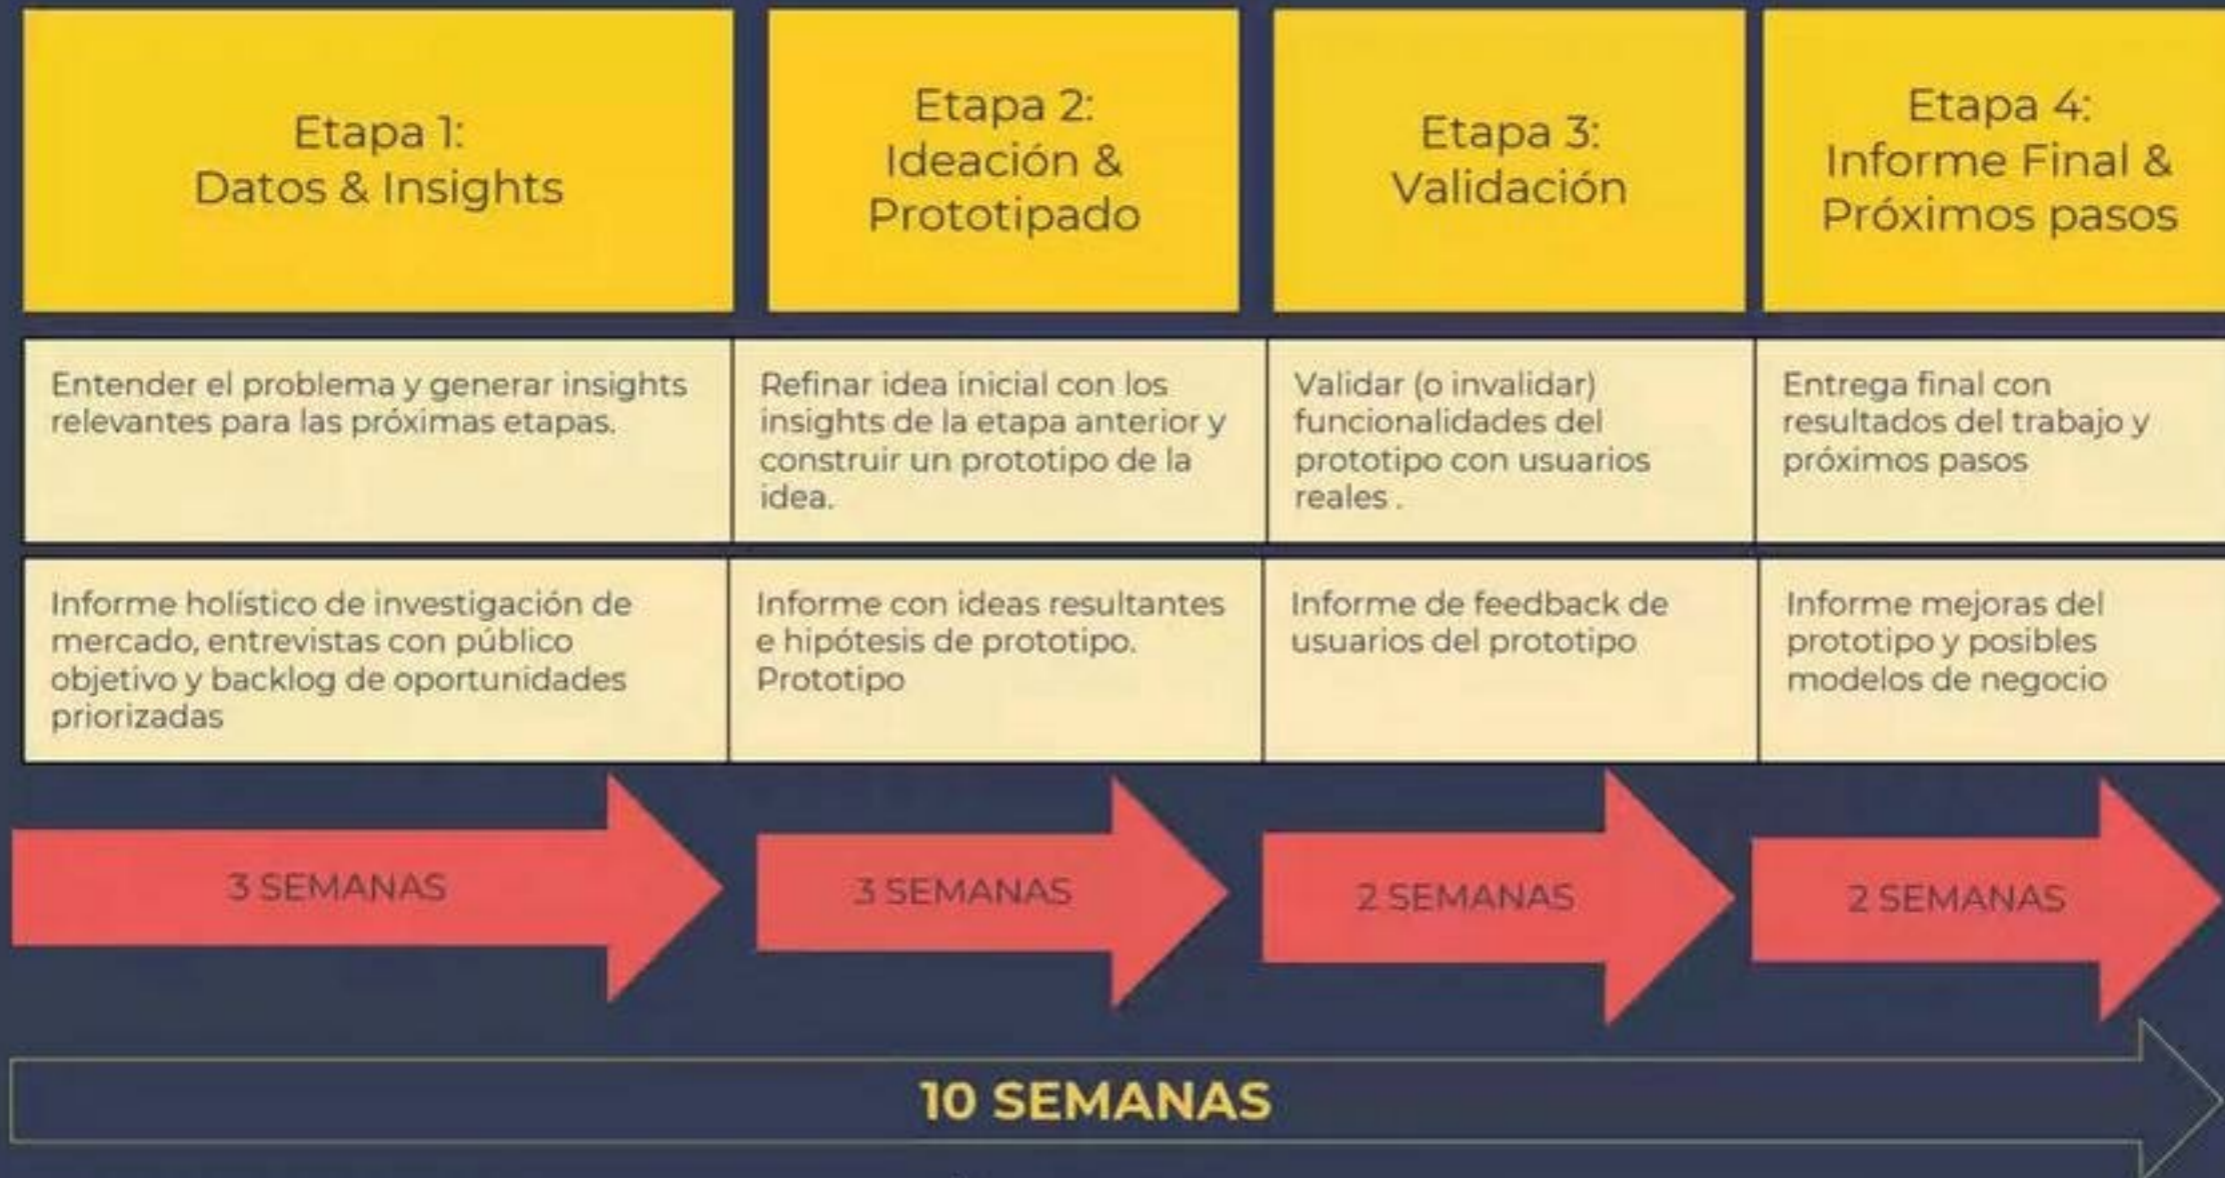 Etapa 1:
Datos & Insights
Etapa 2:
Ideación &
Prototipado
Etapa 3:
Validación
Etapa 4:
Informe Final &
Próximos pasos
Entender el problema y generar insights
relevantes para las próximas etapas.
Refinar idea inicial con los
insights de la etapa anterior y
construir un prototipo de la
idea.
Validar (o invalidar)
funcionalidades del
prototipo con usuarios
reales .
Entrega final con
resultados del trabajo y
próximos pasos
Informe holístico de investigación de
mercado, entrevistas con público
objetivo y backlog de oportunidades
priorizadas
Informe con ideas resultantes
e hipótesis de prototipo.
Prototipo
Informe de feedback de
usuarios del prototipo
Informe mejoras del
prototipo y posibles
modelos de negocio
3 SEMANAS
3 SEMANAS
2 SEMANAS
2 SEMANAS
10 SEMANAS